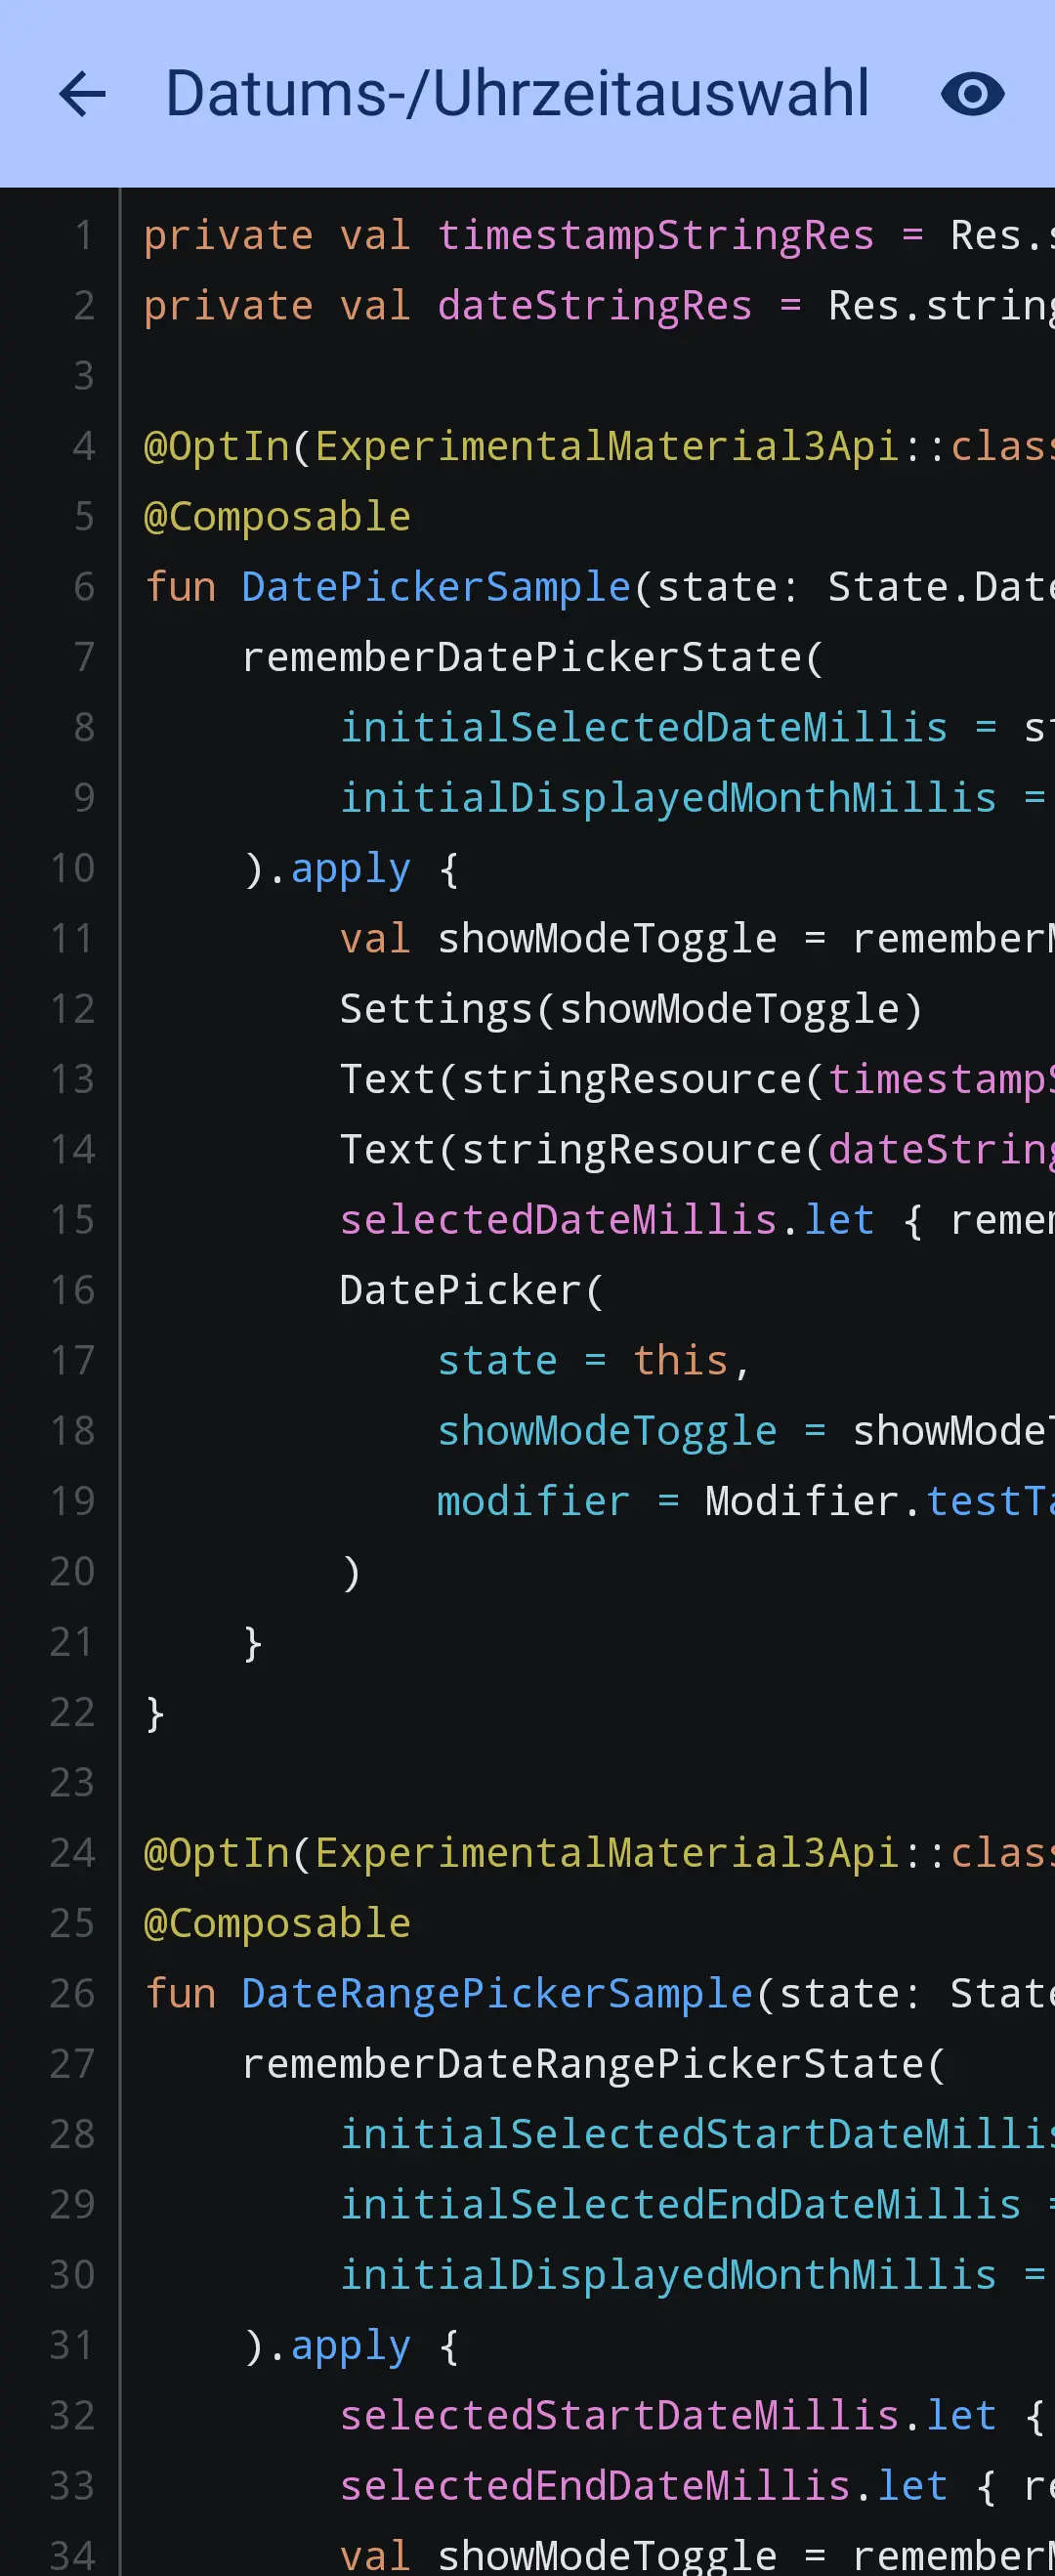 Datums-/Uhrzeitauswahl
1 private val timestampStringRes = Res.s
2 private val dateStringRes = Res.string
3
4 @OptIn(ExperimentalMaterial3Api::class
5 @Composable
6 fun DatePickerSample(state: State.Date
7 rememberDatePickerState(
8 initialSelectedDateMillis = st
9 initialDisplayedMonthMillis =
10 ).apply {
11 val showModeToggle = rememberM
12 Settings(showModeToggle)
13 Text(stringResource(timestampS
14 Text(stringResource(dateString
15 selectedDateMillis.let { remem
16 DatePicker(
17 state = this,
18 showModeToggle = showModeT
19 modifier = Modifier.testTa
20 )
21 }
22 }
23
24 @OptIn(ExperimentalMaterial3Api::class
25 @Composable
26 fun DateRangePickerSample(state: State
27 rememberDateRangePickerState(
28 initialSelectedStartDateMillis
29 initialSelectedEndDateMillis =
30 initialDisplayedMonthMillis =
31 ).apply {
32 selectedStartDateMillis.let {
33 selectedEndDateMillis.let { re
34 val showModeToggle = rememberM